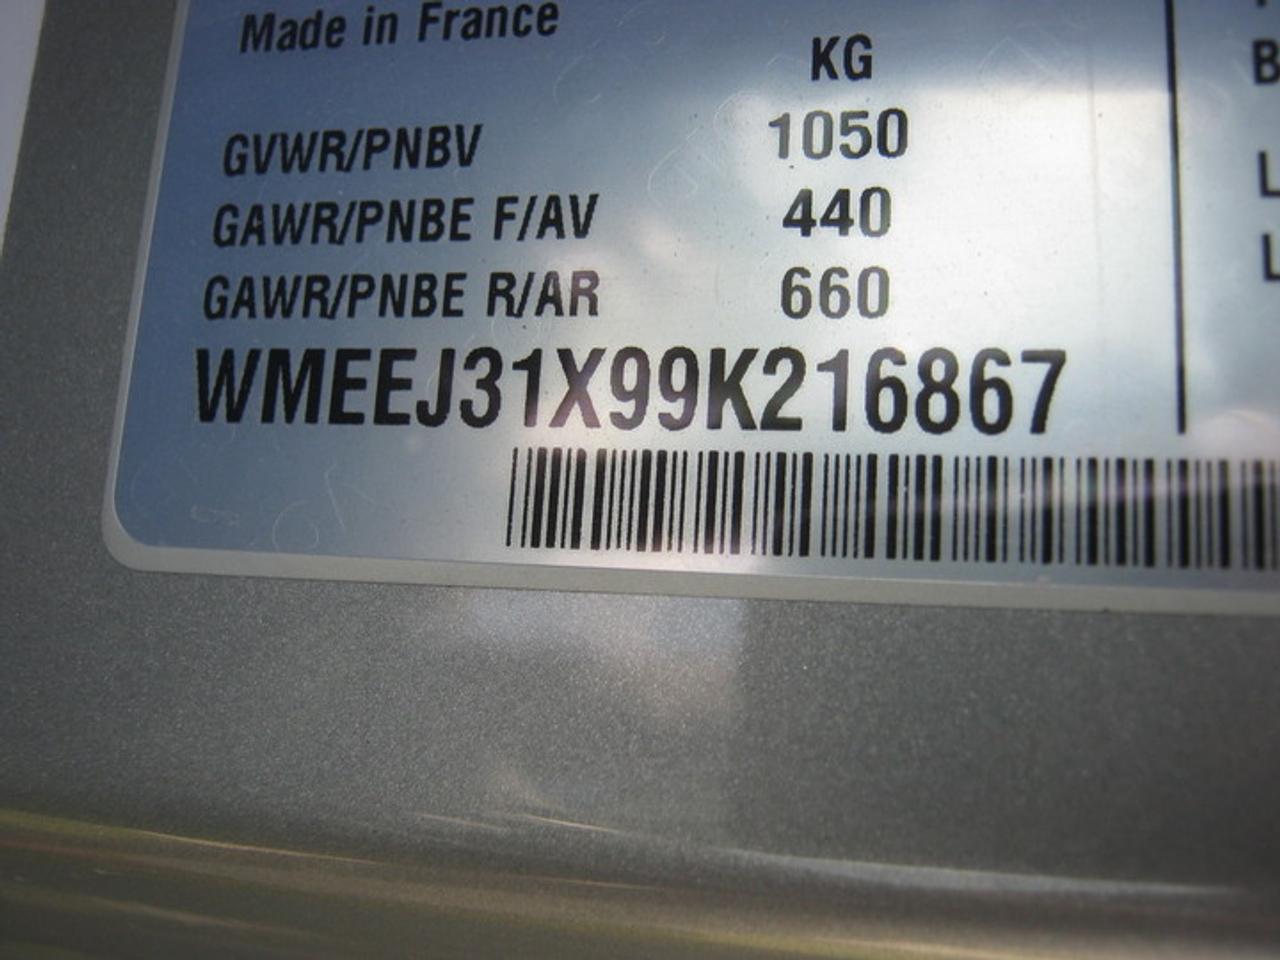 Made in France
KG
GVWR/PNBV 1050
GAWR/PNBE F/AV 440
GAWR/PNBE R/AR 660
WMEEJ31X99K216867
B
L
L